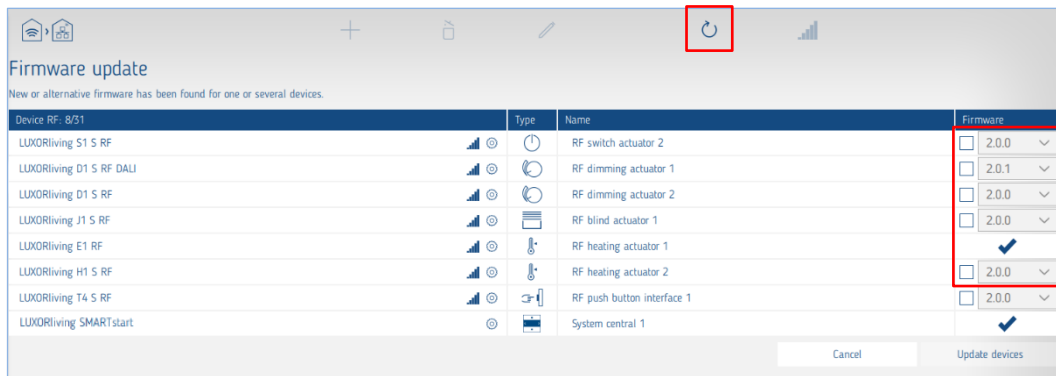 Firmware update
New or alternative firmware has been found for one or several devices.
Device RF: 8/31 Type Name Firmware
LUXORliving S1 S RF RF switch actuator 2 2.0.0
LUXORliving D1 S RF DALI RF dimming actuator 1 2.0.1
LUXORliving D1 S RF RF dimming actuator 2 2.0.0
LUXORliving J1 S RF RF blind actuator 1 2.0.0
LUXORliving E1 RF RF heating actuator 1
LUXORliving H1 S RF RF heating actuator 2 2.0.0
LUXORliving T4 S RF RF push button interface 1 2.0.0
LUXORliving SMARTstart System central 1
Cancel Update devices